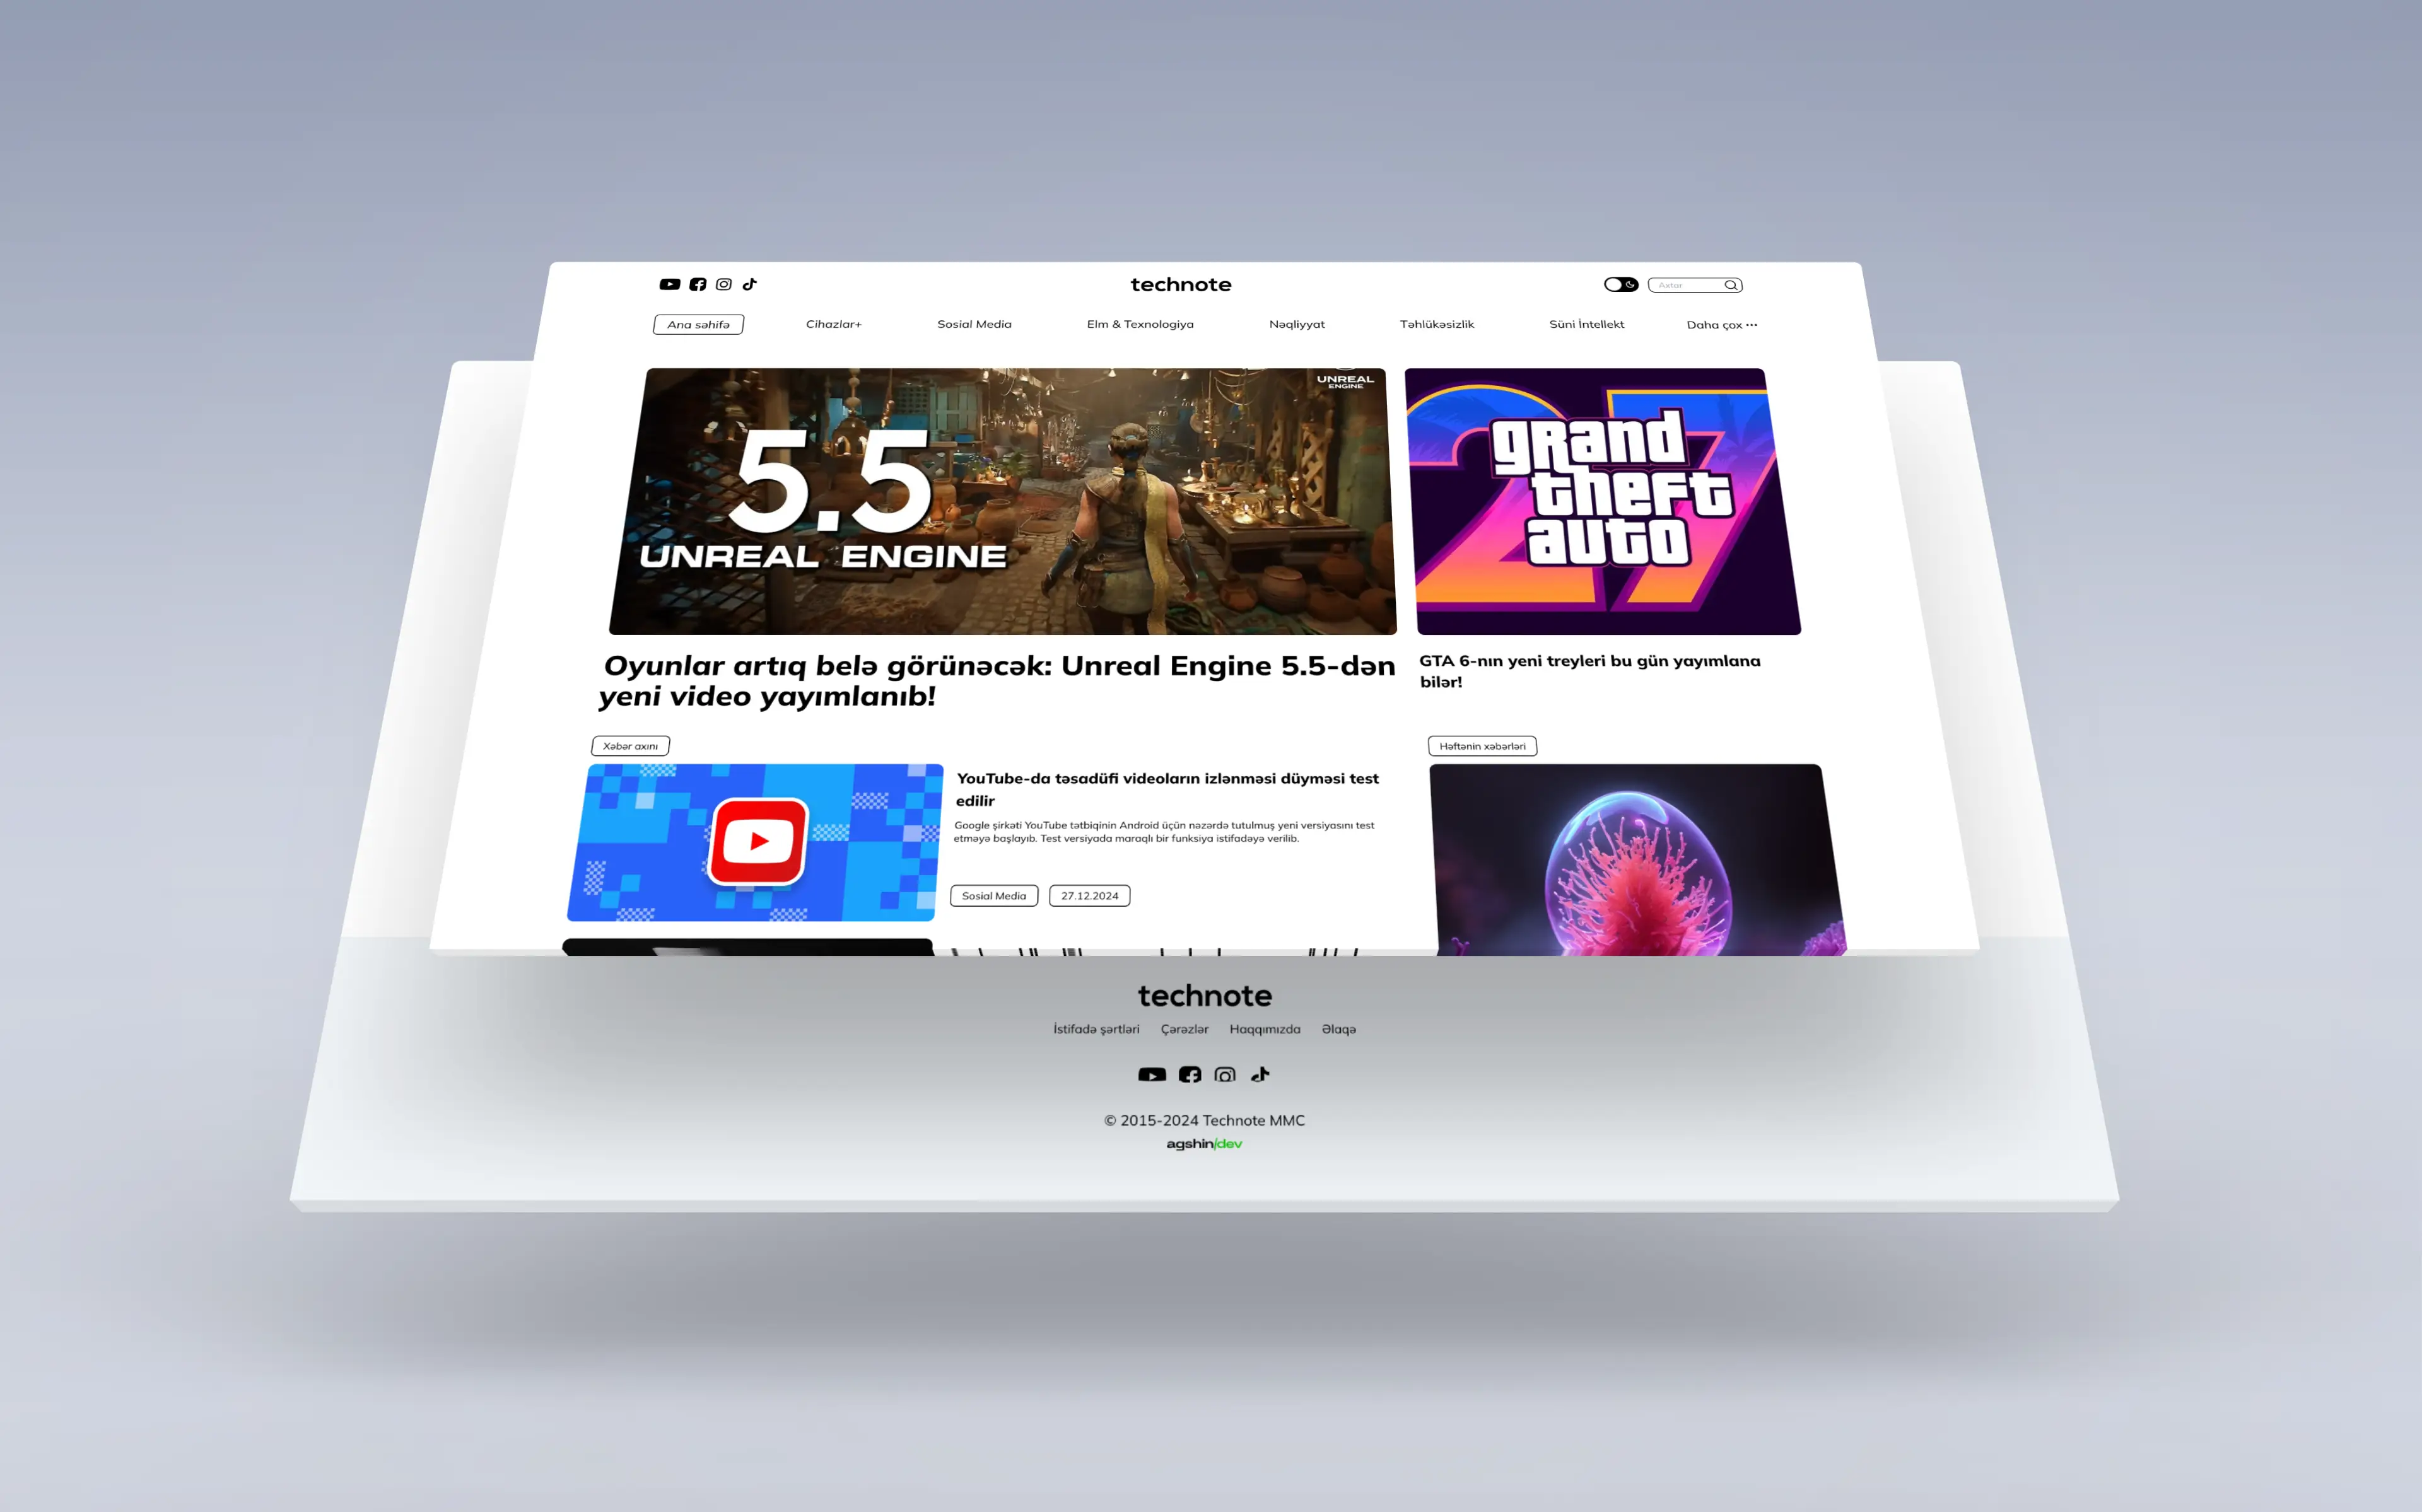 technote
Axtar
Ana səhifə
Cihazlar+
Sosial Media
Elm & Texnologiya
Nəqliyyat
Təhlükəsizlik
Süni İntellekt
Daha çox ···
5.5
UNREAL ENGINE
UNREAL
ENGINE
27
grand
theft
auto
Oyunlar artıq belə görünəcək: Unreal Engine 5.5-dən
yeni video yayımlanıb!
GTA 6-nın yeni treyleri bu gün yayımlana
bilər!
Xəbər axını
YouTube-da təsadüfi videoların izlənməsi düyməsi test
edilir
Google şirkəti YouTube tətbiqinin Android üçün nəzərdə tutulmuş yeni versiyasını test
etməyə başlayıb. Test versiyada maraqlı bir funksiya istifadəyə verilib.
Sosial Media
27.12.2024
Həftənin xəbərləri
technote
İstifadə şərtləri
Çərəzlər
Haqqımızda
Əlaqə
© 2015-2024 Technote MMC
agshin/dev